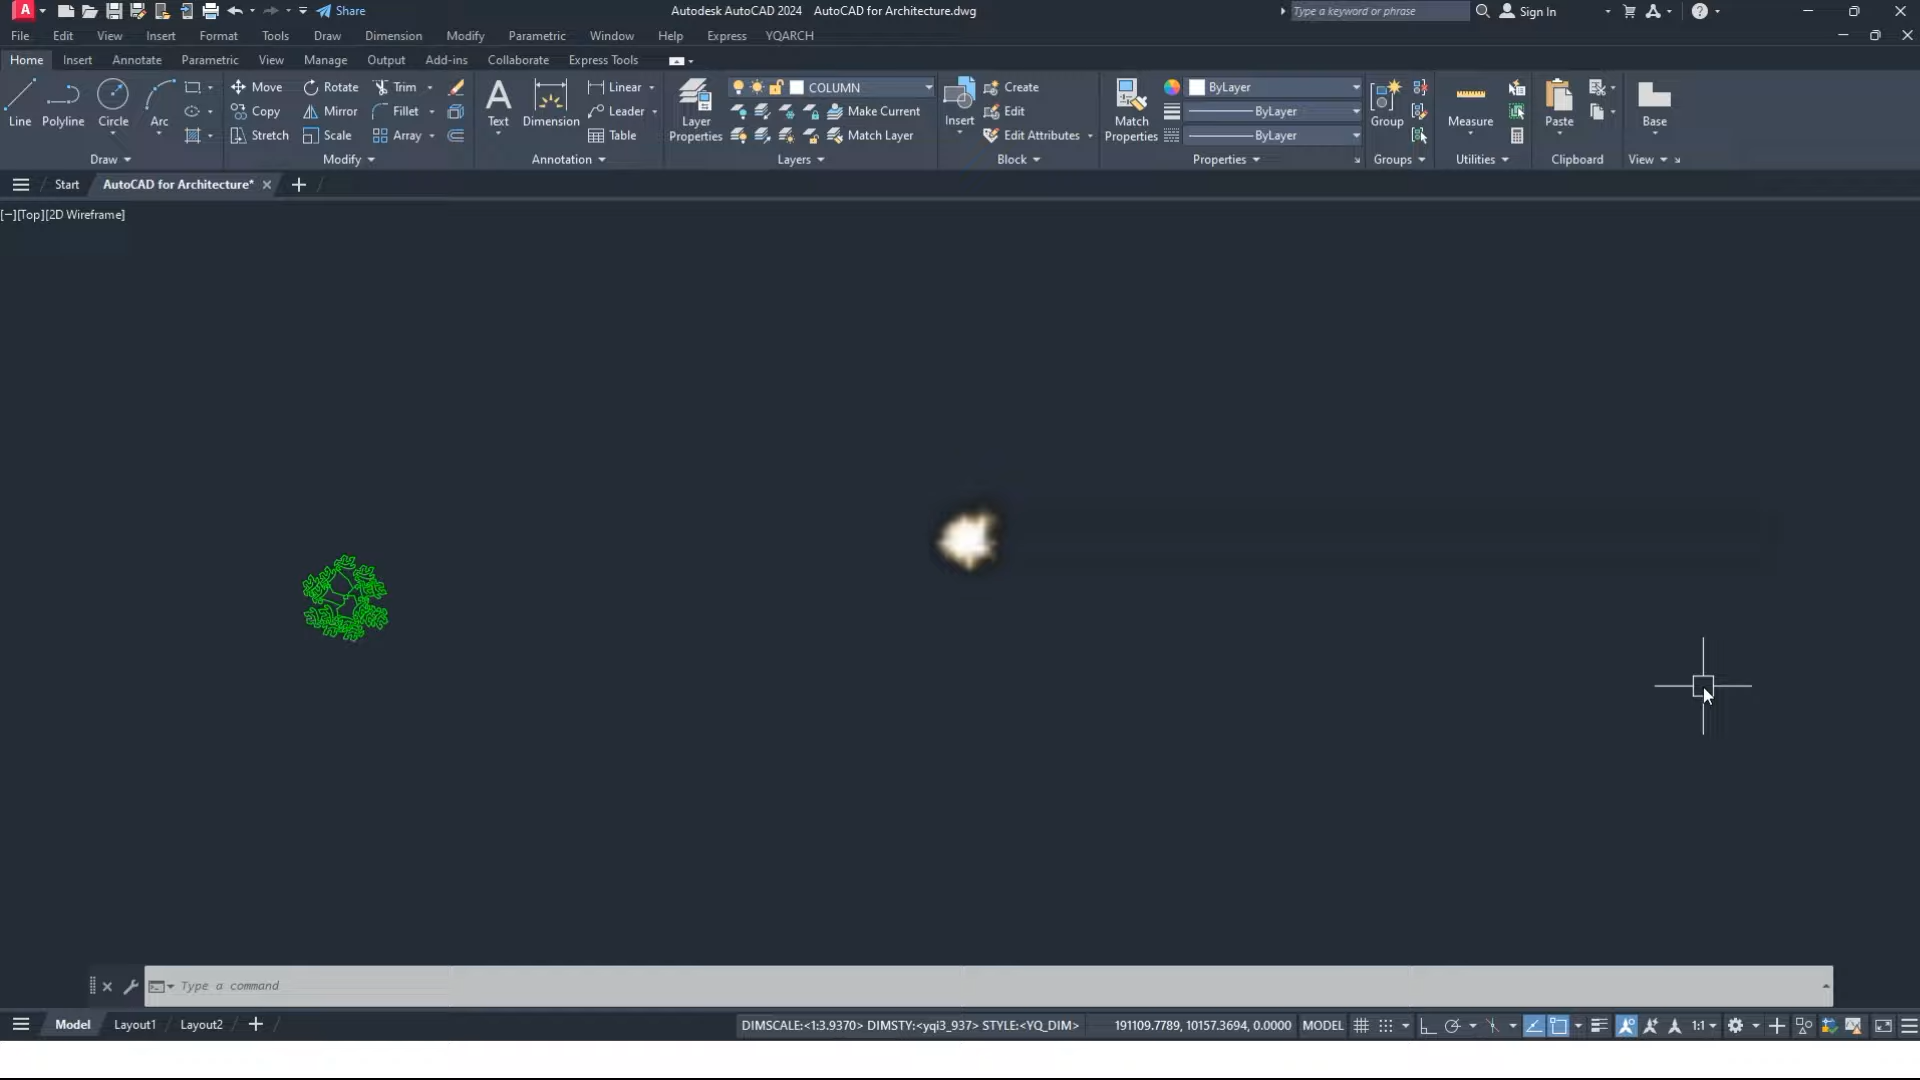 Share
Autodesk AutoCAD 2024 AutoCAD for Architecture.dwg
Type a keyword or phrase
Sign In
File Edit View Insert Format Tools Draw Dimension Modify Parametric Window Help Express YQARCH
Home Insert Annotate Parametric View Manage Output Add-ins Collaborate Express Tools
Line Polyline Circle Arc
Move Rotate Trim
Copy Mirror Fillet
Stretch Scale Array
Text Dimension
Linear
Leader
Table
Layer Properties
COLUMN
Make Current
Match Layer
Insert
Create
Edit
Edit Attributes
Match Properties
ByLayer
ByLayer
ByLayer
Group
Measure
Paste
Base
Draw Modify Annotation Layers Block Properties Groups Utilities Clipboard View
Start AutoCAD for Architecture*
[−][Top][2D Wireframe]
Type a command
Model Layout1 Layout2
DIMSCALE:<1:3.9370> DIMSTY:<yqi3_937> STYLE:<YQ_DIM> 191109.7789, 10157.3694, 0.0000 MODEL 1:1